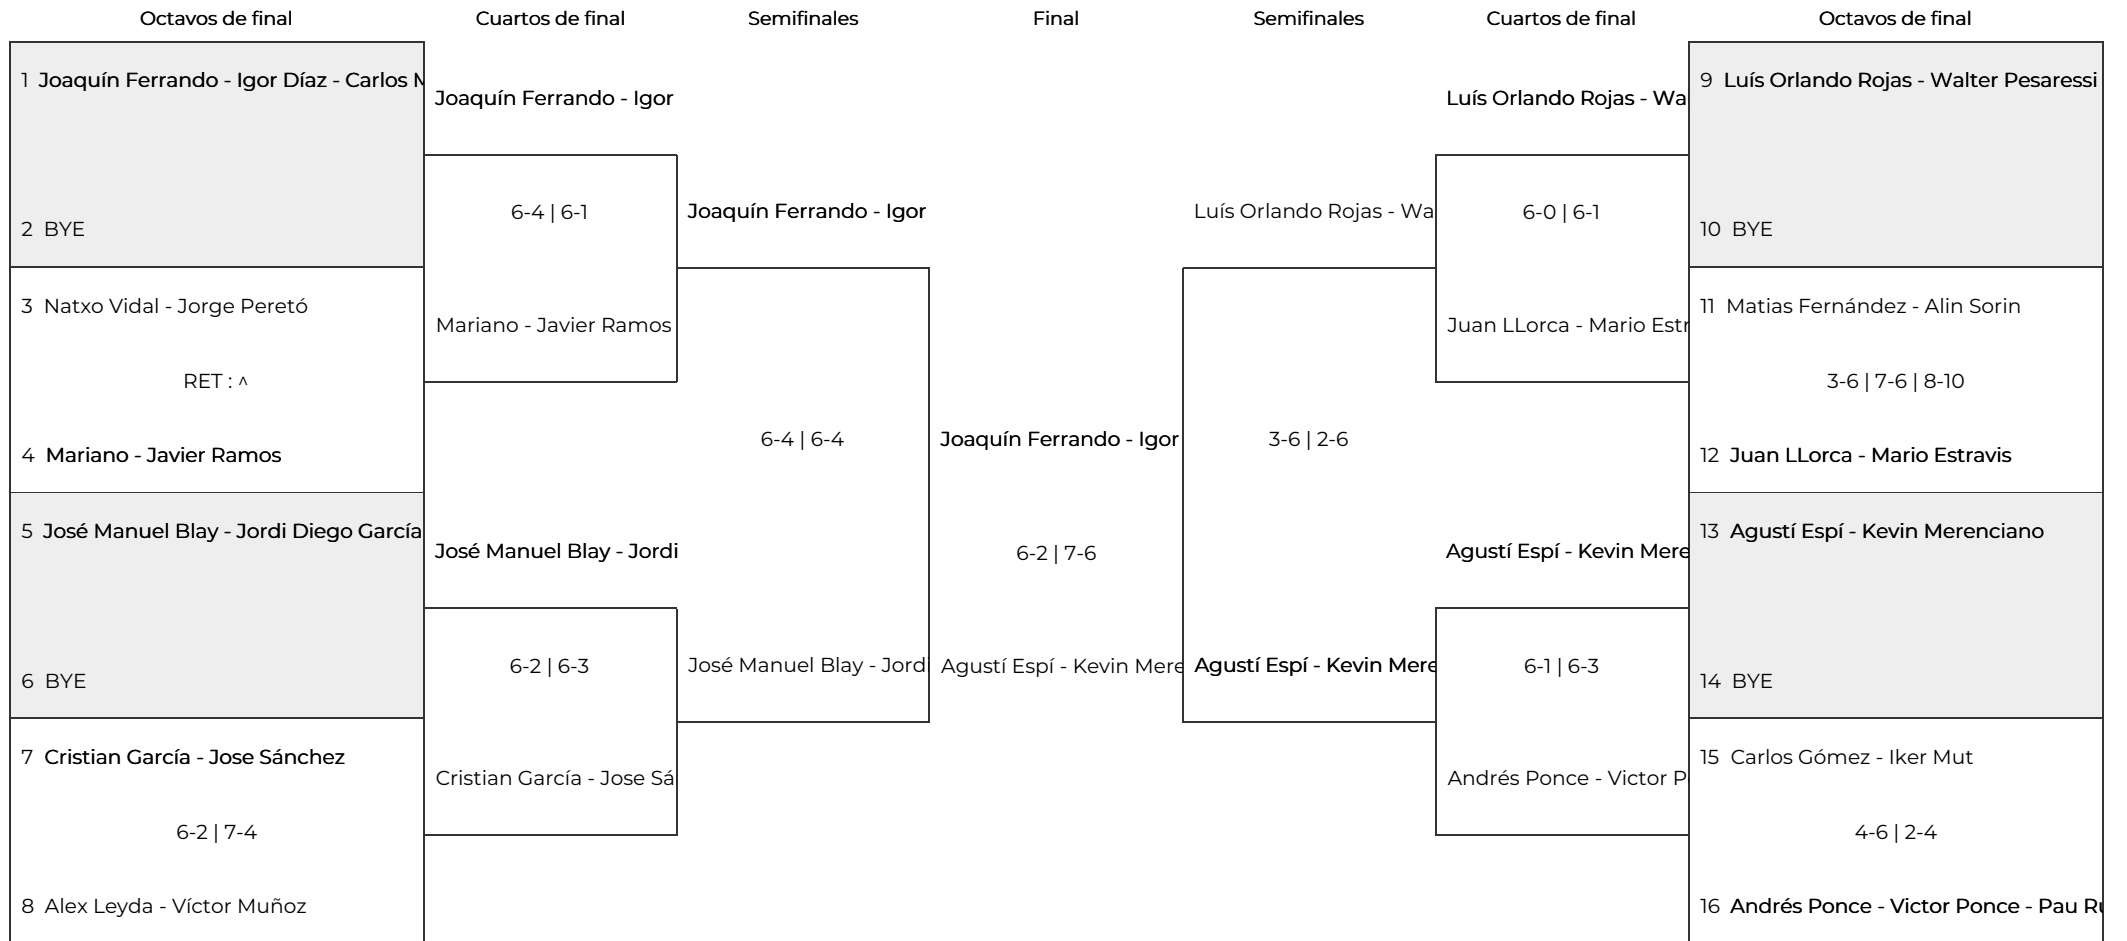 Octavos de final
Cuartos de final
Semifinales
Final
Semifinales
Cuartos de final
Octavos de final
1 Joaquín Ferrando - Igor Díaz - Carlos
2 BYE
3 Natxo Vidal - Jorge Peretó
RET : ^
4 Mariano - Javier Ramos
5 José Manuel Blay - Jordi Diego García
6 BYE
7 Cristian García - Jose Sánchez
6-2 | 7-4
8 Alex Leyda - Víctor Muñoz
Joaquín Ferrando - Igor
6-4 | 6-1
Mariano - Javier Ramos
José Manuel Blay - Jordi
6-2 | 6-3
Cristian García - Jose Sá
Joaquín Ferrando - Igor
6-4 | 6-4
José Manuel Blay - Jordi
Joaquín Ferrando - Igor
6-2 | 7-6
Agustí Espí - Kevin Mere
Luís Orlando Rojas - Wa
3-6 | 2-6
Agustí Espí - Kevin Mere
Luís Orlando Rojas - Wa
6-0 | 6-1
Juan LLorca - Mario Estr
Agustí Espí - Kevin Mere
6-1 | 6-3
Andrés Ponce - Victor P
9 Luís Orlando Rojas - Walter Pesaressi
10 BYE
11 Matias Fernández - Alin Sorin
3-6 | 7-6 | 8-10
12 Juan LLorca - Mario Estravis
13 Agustí Espí - Kevin Merenciano
14 BYE
15 Carlos Gómez - Iker Mut
4-6 | 2-4
16 Andrés Ponce - Victor Ponce - Pau